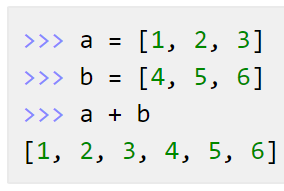 >>> a = [1, 2, 3]
>>> b = [4, 5, 6]
>>> a + b
[1, 2, 3, 4, 5, 6]